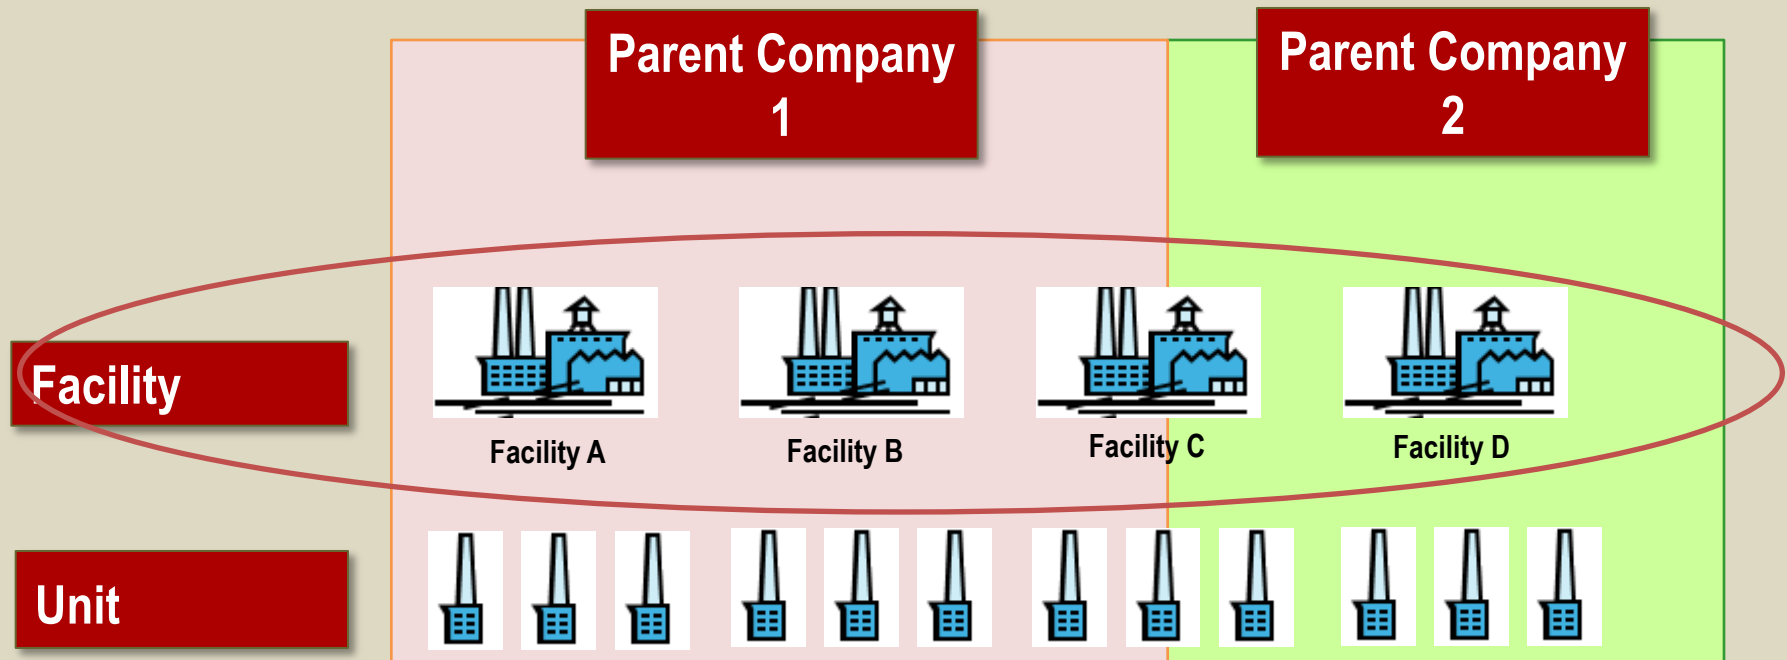 Parent Company
1
Parent Company
2
Facility
Facility A
Facility B
Facility C
Facility D
Unit